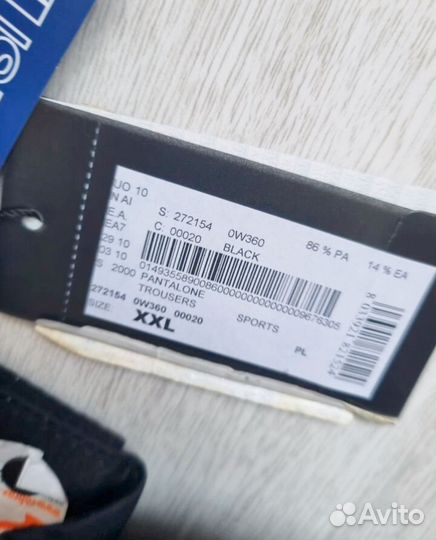 UO 10
N AI
E.A.
EA7
29 10
03 10
S 2000
S: 272154 0W360
C: 00020 BLACK
86 % PA 14 % EA
PANTALONE
TROUSERS SPORTS PL
272154 0W360 00020
SIZE XXL
Avito